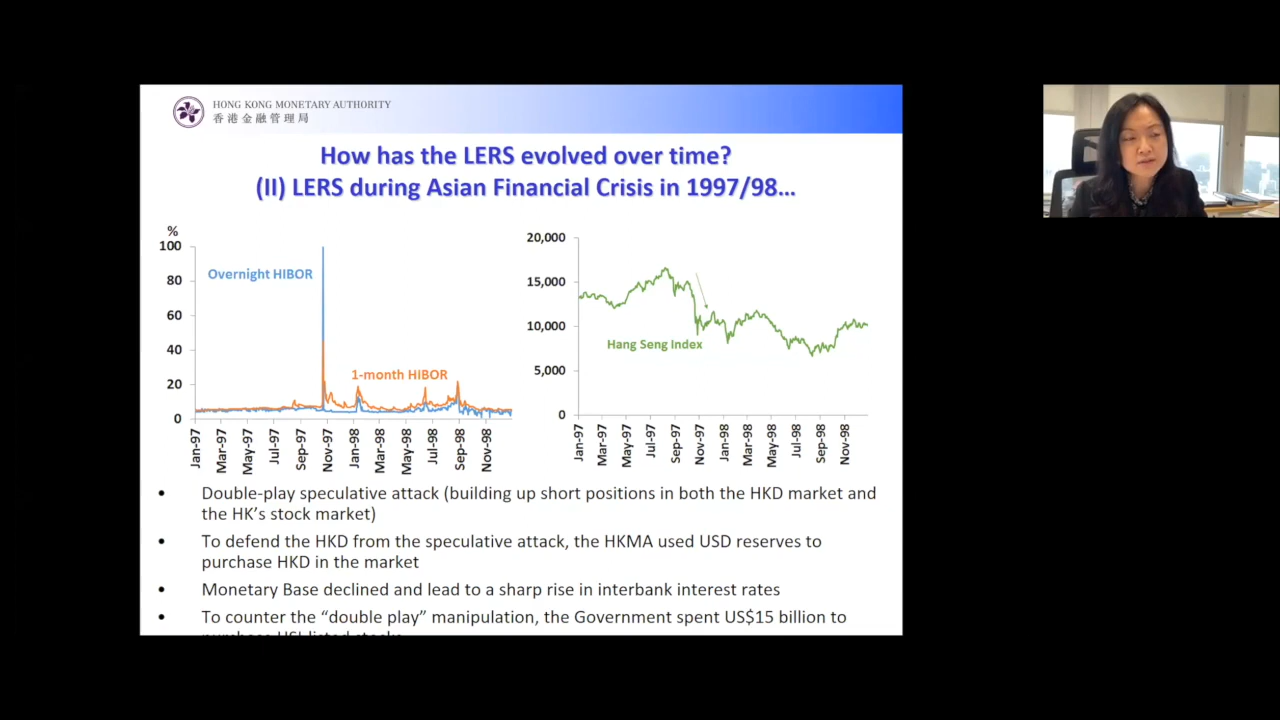 HONG KONG MONETARY AUTHORITY
香港金融管理局
How has the LERS evolved over time?
(II) LERS during Asian Financial Crisis in 1997/98…
%
100
80
60
40
20
0
Overnight HIBOR
1-month HIBOR
Jan-97
Mar-97
May-97
Jul-97
Sep-97
Nov-97
Jan-98
Mar-98
May-98
Jul-98
Sep-98
Nov-98
20,000
15,000
10,000
5,000
0
Hang Seng Index
Jan-97
Mar-97
May-97
Jul-97
Sep-97
Nov-97
Jan-98
Mar-98
May-98
Jul-98
Sep-98
Nov-98
• Double-play speculative attack (building up short positions in both the HKD market and
the HK's stock market)
• To defend the HKD from the speculative attack, the HKMA used USD reserves to
purchase HKD in the market
• Monetary Base declined and lead to a sharp rise in interbank interest rates
• To counter the “double play” manipulation, the Government spent US$15 billion to